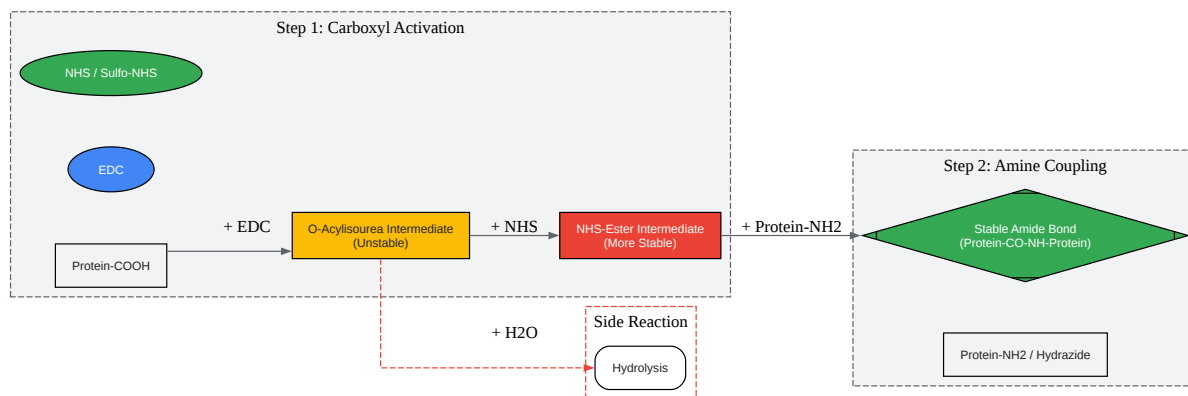 Step 1: Carboxyl Activation
NHS / Sulfo-NHS
EDC
Protein-COOH
+ EDC
O-Acylisourea Intermediate
(Unstable)
+ NHS
NHS-Ester Intermediate
(More Stable)
+ Protein-NH2
Step 2: Amine Coupling
Stable Amide Bond
(Protein-CO-NH-Protein)
Protein-NH2 / Hydrazide
+ H2O
Side Reaction
Hydrolysis